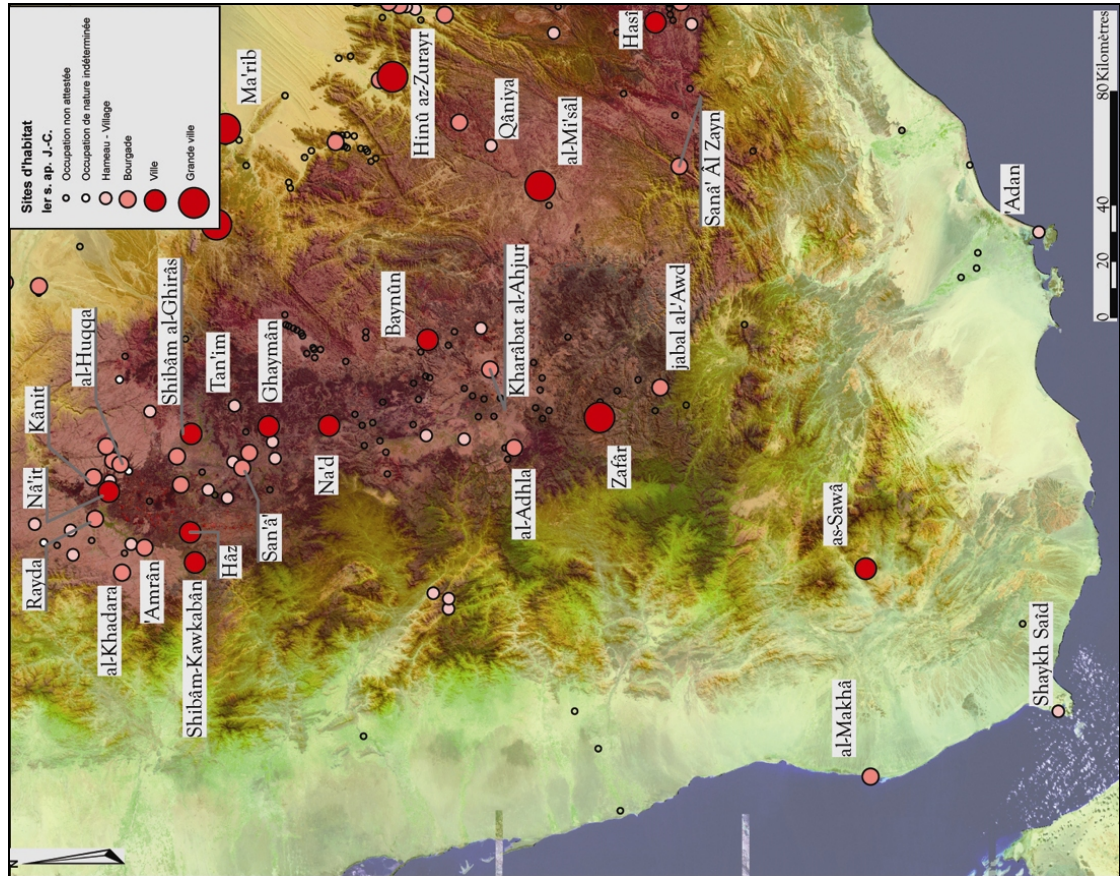 Sites d'habitat
Ier s. ap. J.-C.
Occupation non attestée
Occupation de nature indéterminée
Hameau - Village
Bourgade
Ville
Grande ville
N
Rayda
Nâ'it
Kânit
al-Huqqa
al-Khadara
'Amrân
Shibâm-Kawkabân
Hâz
San'â'
Shibâm al-Ghirâs
Tan'im
Ghaymân
Ma'rib
Na'd
Baynûn
Hinû az-Zurayr
Qâniya
Kharâbat al-Ahjur
al-Adhla
al-Mi'sâl
Hasî
Zafâr
jabal al-'Awd
Sanâ' Âl Zayn
as-Sawâ
al-Makhâ
Shaykh Saîd
'Adan
0 20 40 80 Kilomètres